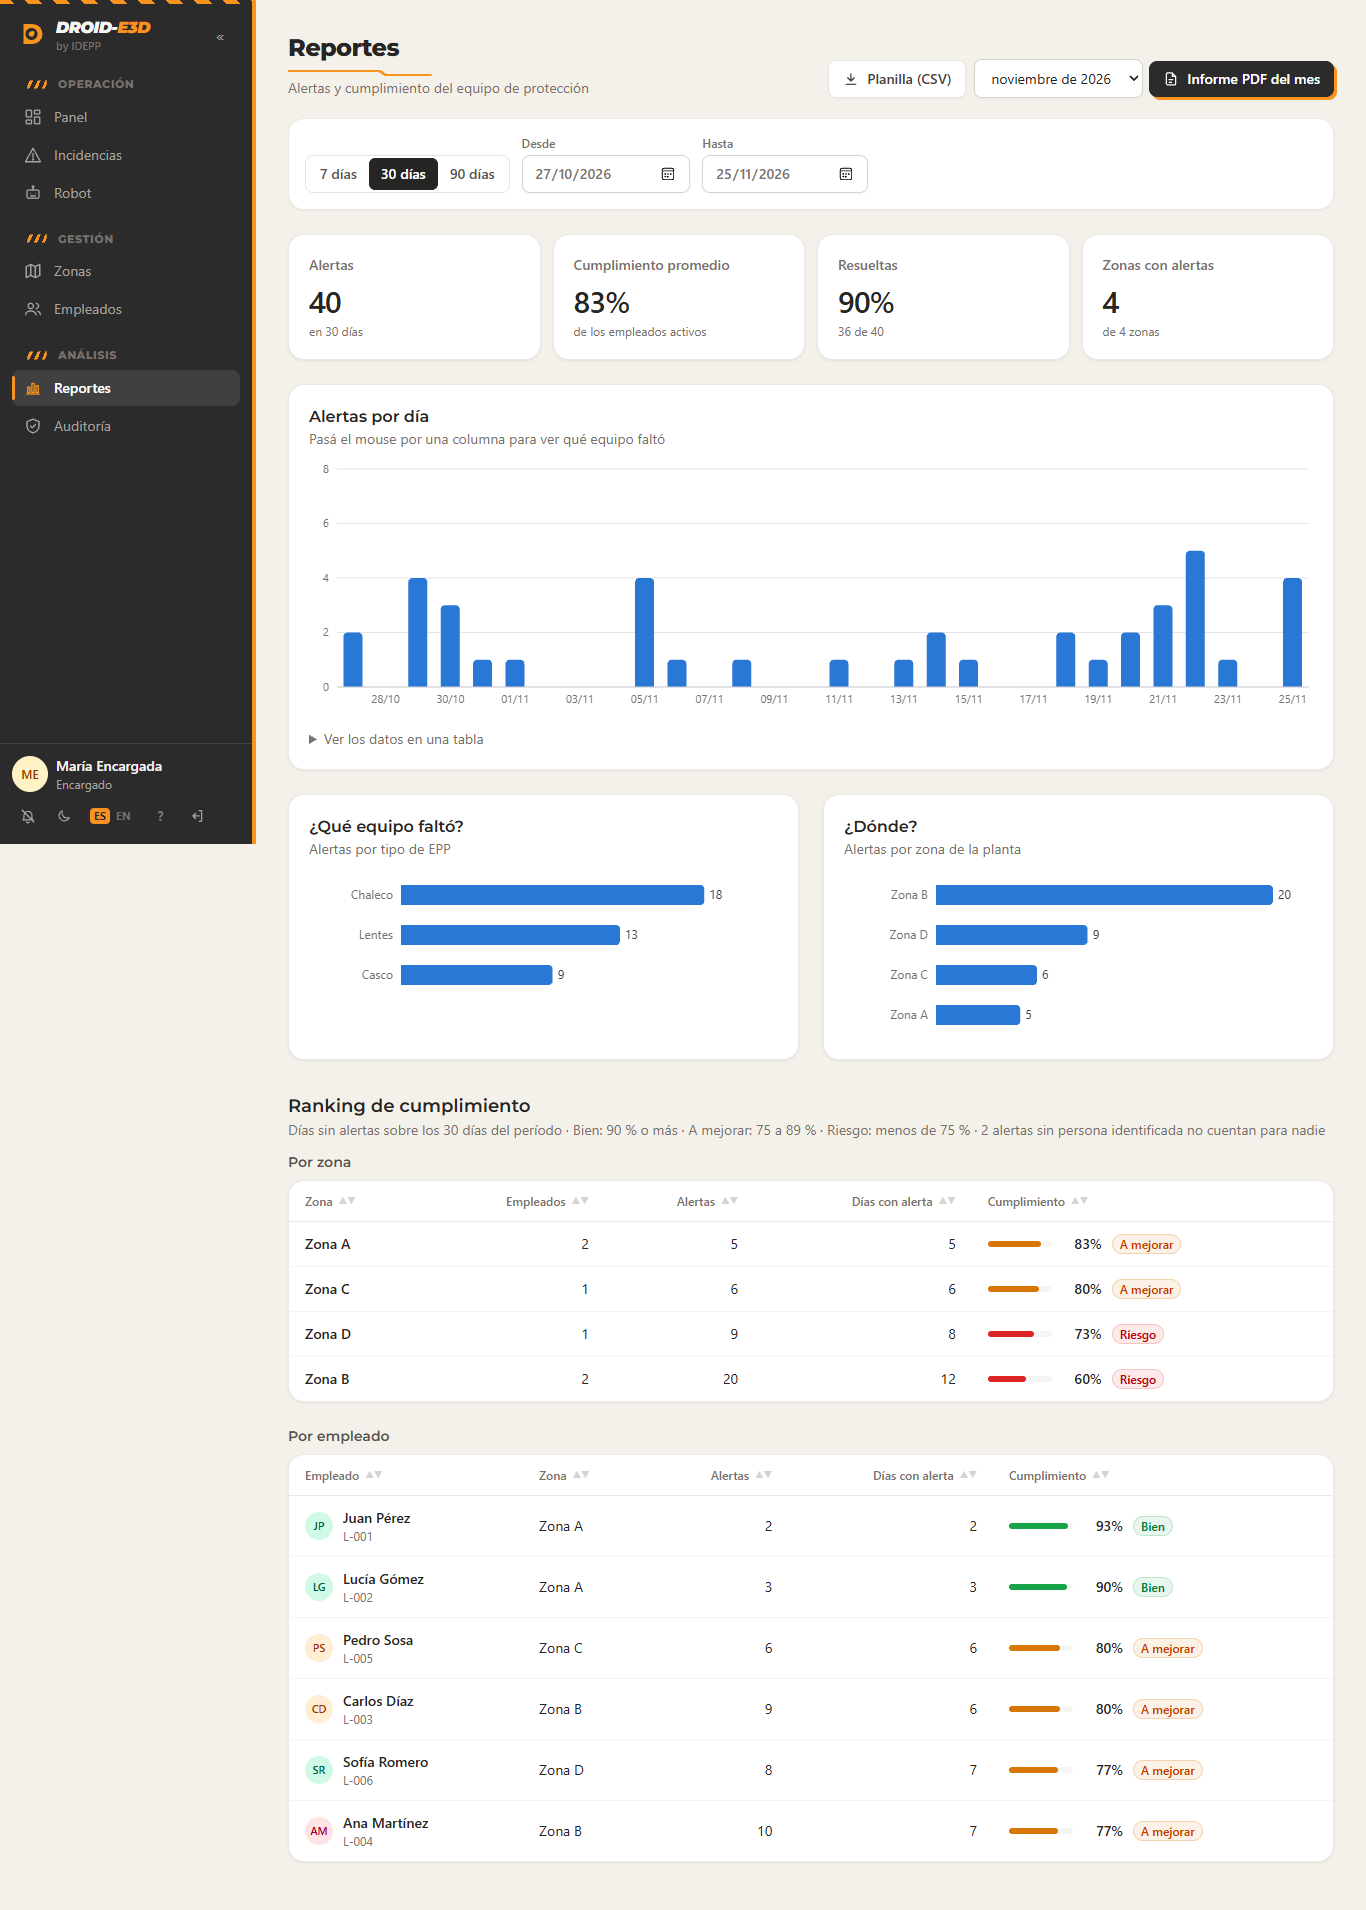 DROID-E3D
by IDEPP
«
OPERACIÓN
Panel
Incidencias
Robot
GESTIÓN
Zonas
Empleados
ANÁLISIS
Reportes
Auditoría
ME
María Encargada
Encargado
ES EN ?
Reportes
Alertas y cumplimiento del equipo de protección
Planilla (CSV)
noviembre de 2026
Informe PDF del mes
7 días 30 días 90 días
Desde
27/10/2026
Hasta
25/11/2026
Alertas
40
en 30 días
Cumplimiento promedio
83%
de los empleados activos
Resueltas
90%
36 de 40
Zonas con alertas
4
de 4 zonas
Alertas por día
Pasá el mouse por una columna para ver qué equipo faltó
8
6
4
2
0
28/10 30/10 01/11 03/11 05/11 07/11 09/11 11/11 13/11 15/11 17/11 19/11 21/11 23/11 25/11
Ver los datos en una tabla
¿Qué equipo faltó?
Alertas por tipo de EPP
Chaleco 18
Lentes 13
Casco 9
¿Dónde?
Alertas por zona de la planta
Zona B 20
Zona D 9
Zona C 6
Zona A 5
Ranking de cumplimiento
Días sin alertas sobre los 30 días del período · Bien: 90 % o más · A mejorar: 75 a 89 % · Riesgo: menos de 75 % · 2 alertas sin persona identificada no cuentan para nadie
Por zona
Zona Empleados Alertas Días con alerta Cumplimiento
Zona A 2 5 5 83% A mejorar
Zona C 1 6 6 80% A mejorar
Zona D 1 9 8 73% Riesgo
Zona B 2 20 12 60% Riesgo
Por empleado
Empleado Zona Alertas Días con alerta Cumplimiento
JP Juan Pérez Zona A 2 2 93% Bien
L-001
LG Lucía Gómez Zona A 3 3 90% Bien
L-002
PS Pedro Sosa Zona C 6 6 80% A mejorar
L-005
CD Carlos Díaz Zona B 9 6 80% A mejorar
L-003
SR Sofía Romero Zona D 8 7 77% A mejorar
L-006
AM Ana Martínez Zona B 10 7 77% A mejorar
L-004